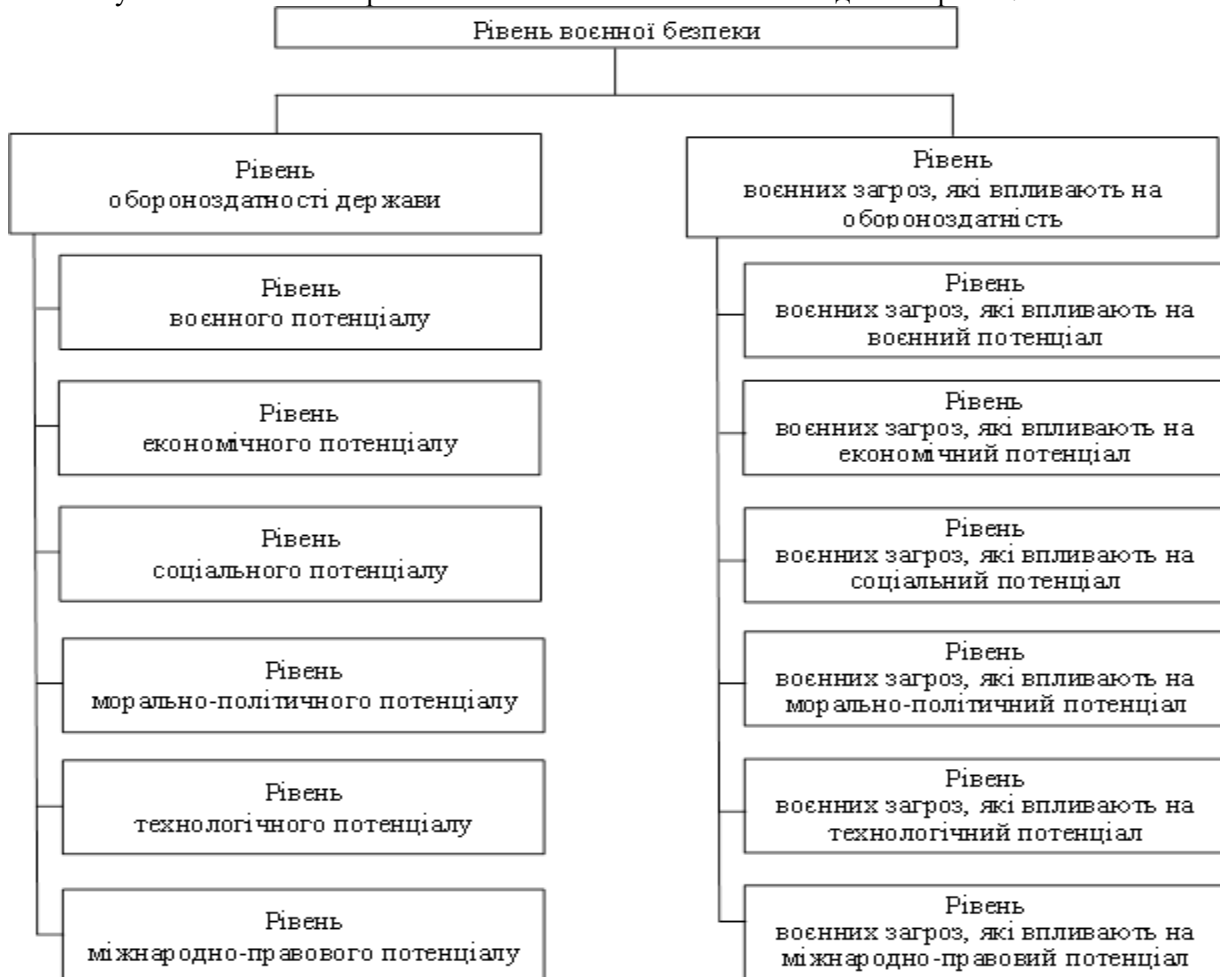 Рівень воєнної безпеки
Рівень
обороноздатності держави
Рівень
воєнного потенціалу
Рівень
економічного потенціалу
Рівень
соціального потенціалу
Рівень
морально-політичного потенціалу
Рівень
технологічного потенціалу
Рівень
міжнародно-правового потенціалу
Рівень
воєнних загроз, які впливають на
обороноздатність
Рівень
воєнних загроз, які впливають на
воєнний потенціал
Рівень
воєнних загроз, які впливають на
економічний потенціал
Рівень
воєнних загроз, які впливають на
соціальний потенціал
Рівень
воєнних загроз, які впливають на
морально-політичний потенціал
Рівень
воєнних загроз, які впливають на
технологічний потенціал
Рівень
воєнних загроз, які впливають на
міжнародно-правовий потенціал